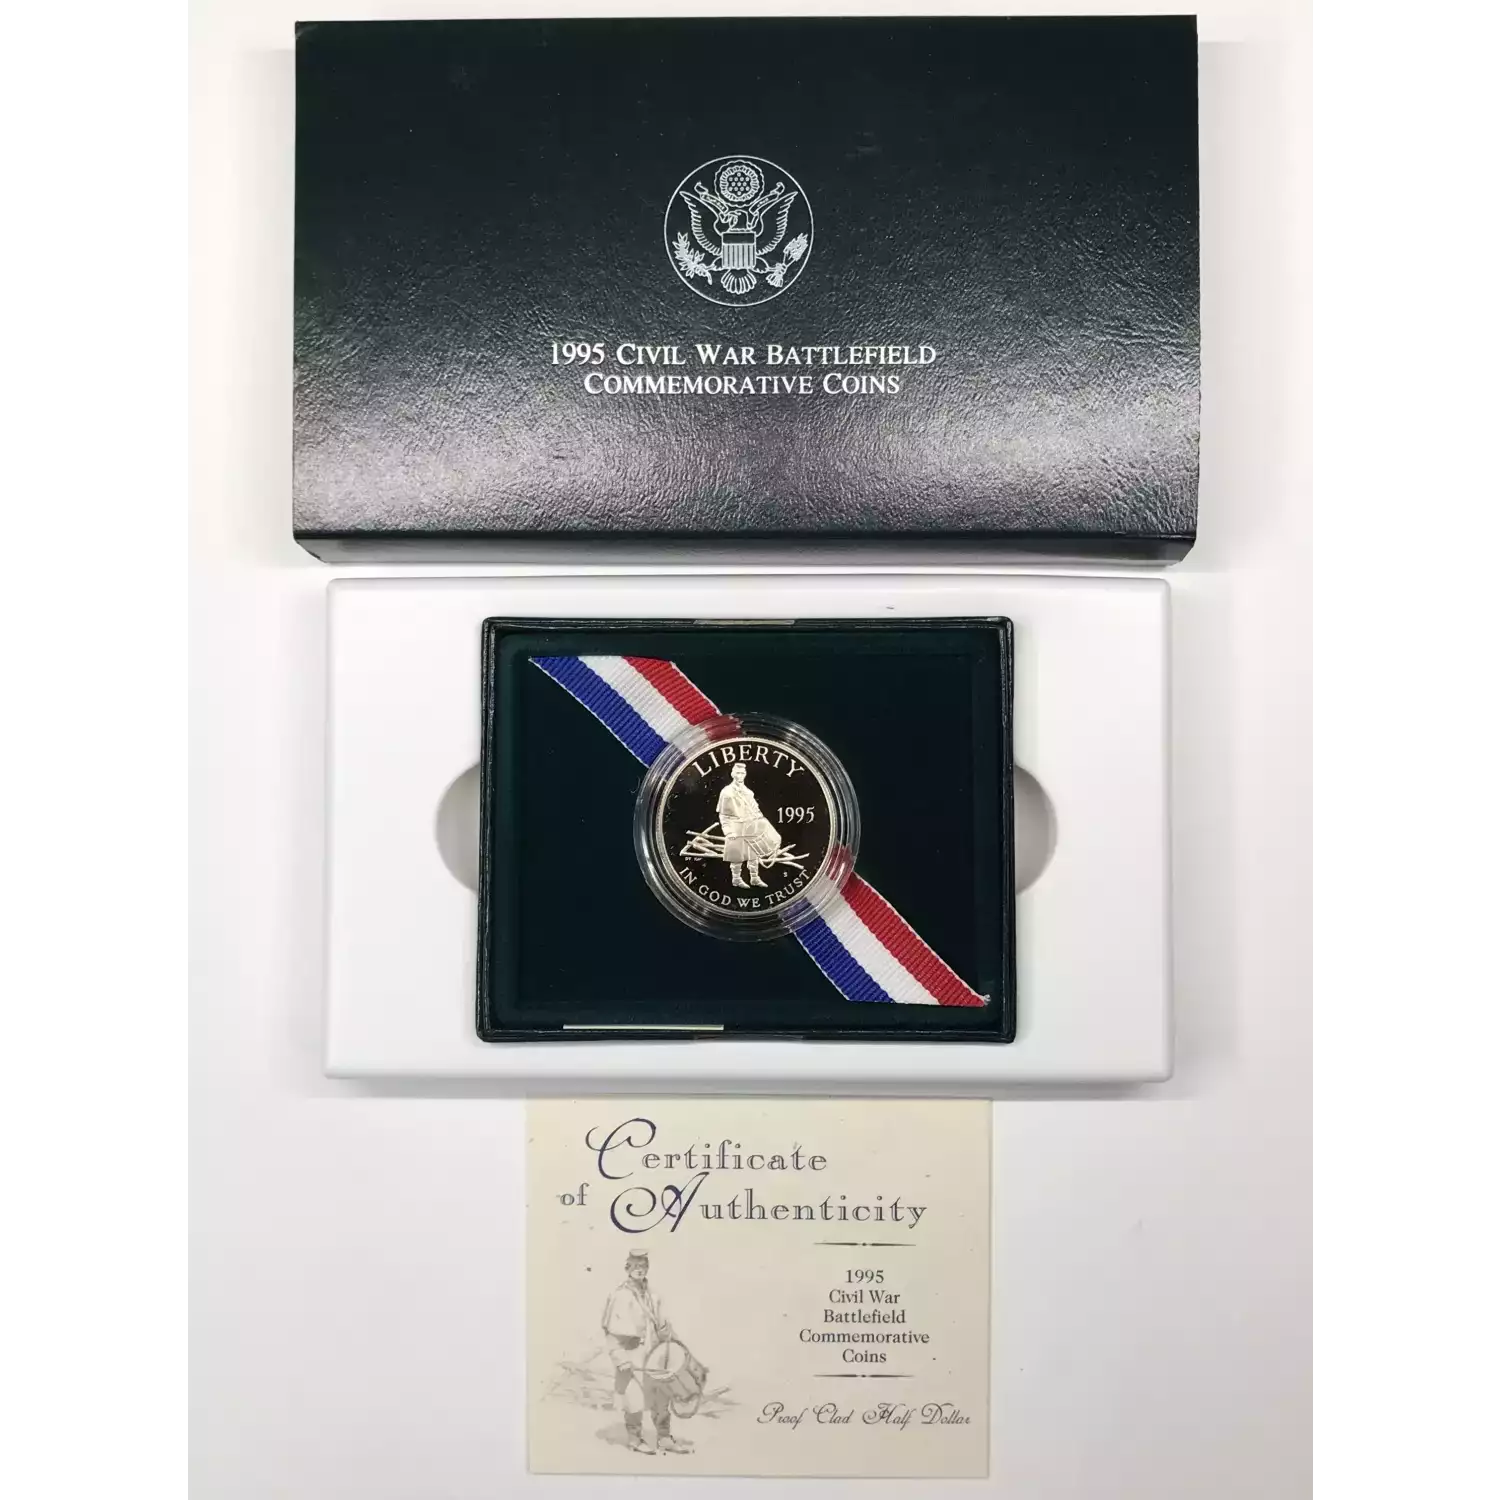 1995 CIVIL WAR BATTLEFIELD
COMMEMORATIVE COINS
LIBERTY
1995
S
IN GOD WE TRUST
Certificate
of Authenticity
1995
Civil War
Battlefield
Commemorative
Coins
Proof Clad Half Dollar